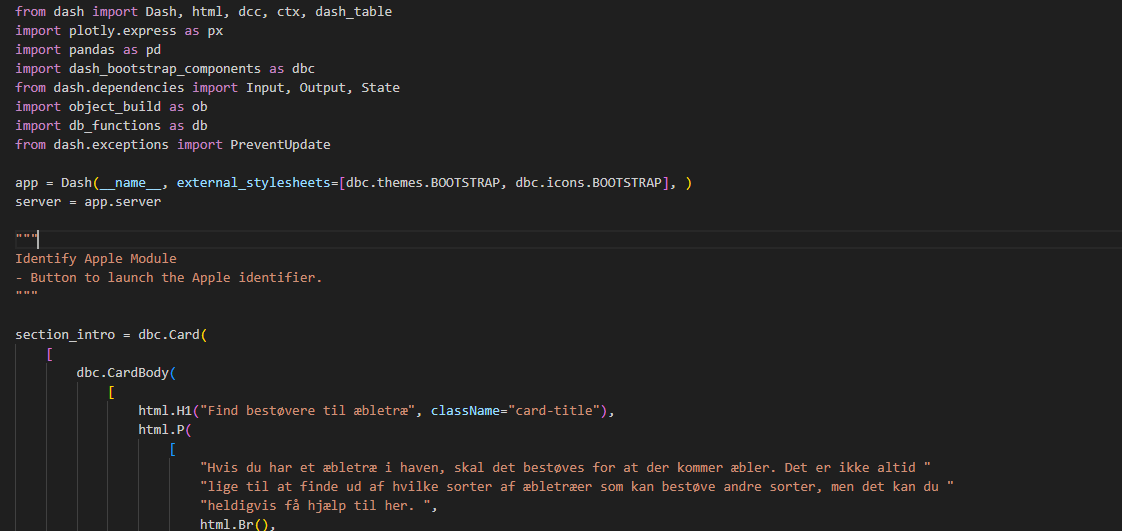 from dash import Dash, html, dcc, ctx, dash_table
import plotly.express as px
import pandas as pd
import dash_bootstrap_components as dbc
from dash.dependencies import Input, Output, State
import object_build as ob
import db_functions as db
from dash.exceptions import PreventUpdate
app = Dash(__name__, external_stylesheets=[dbc.themes.BOOTSTRAP, dbc.icons.BOOTSTRAP], )
server = app.server
"""
Identify Apple Module
- Button to launch the Apple identifier.
"""
section_intro = dbc.Card(
[
dbc.CardBody(
[
html.H1("Find bestøvere til æbletræ", className="card-title"),
html.P(
[
"Hvis du har et æbletræ i haven, skal det bestøves for at der kommer æbler. Det er ikke altid "
"lige til at finde ud af hvilke sorter af æbletræer som kan bestøve andre sorter, men det kan du "
"heldigvis få hjælp til her. ",
html.Br(),